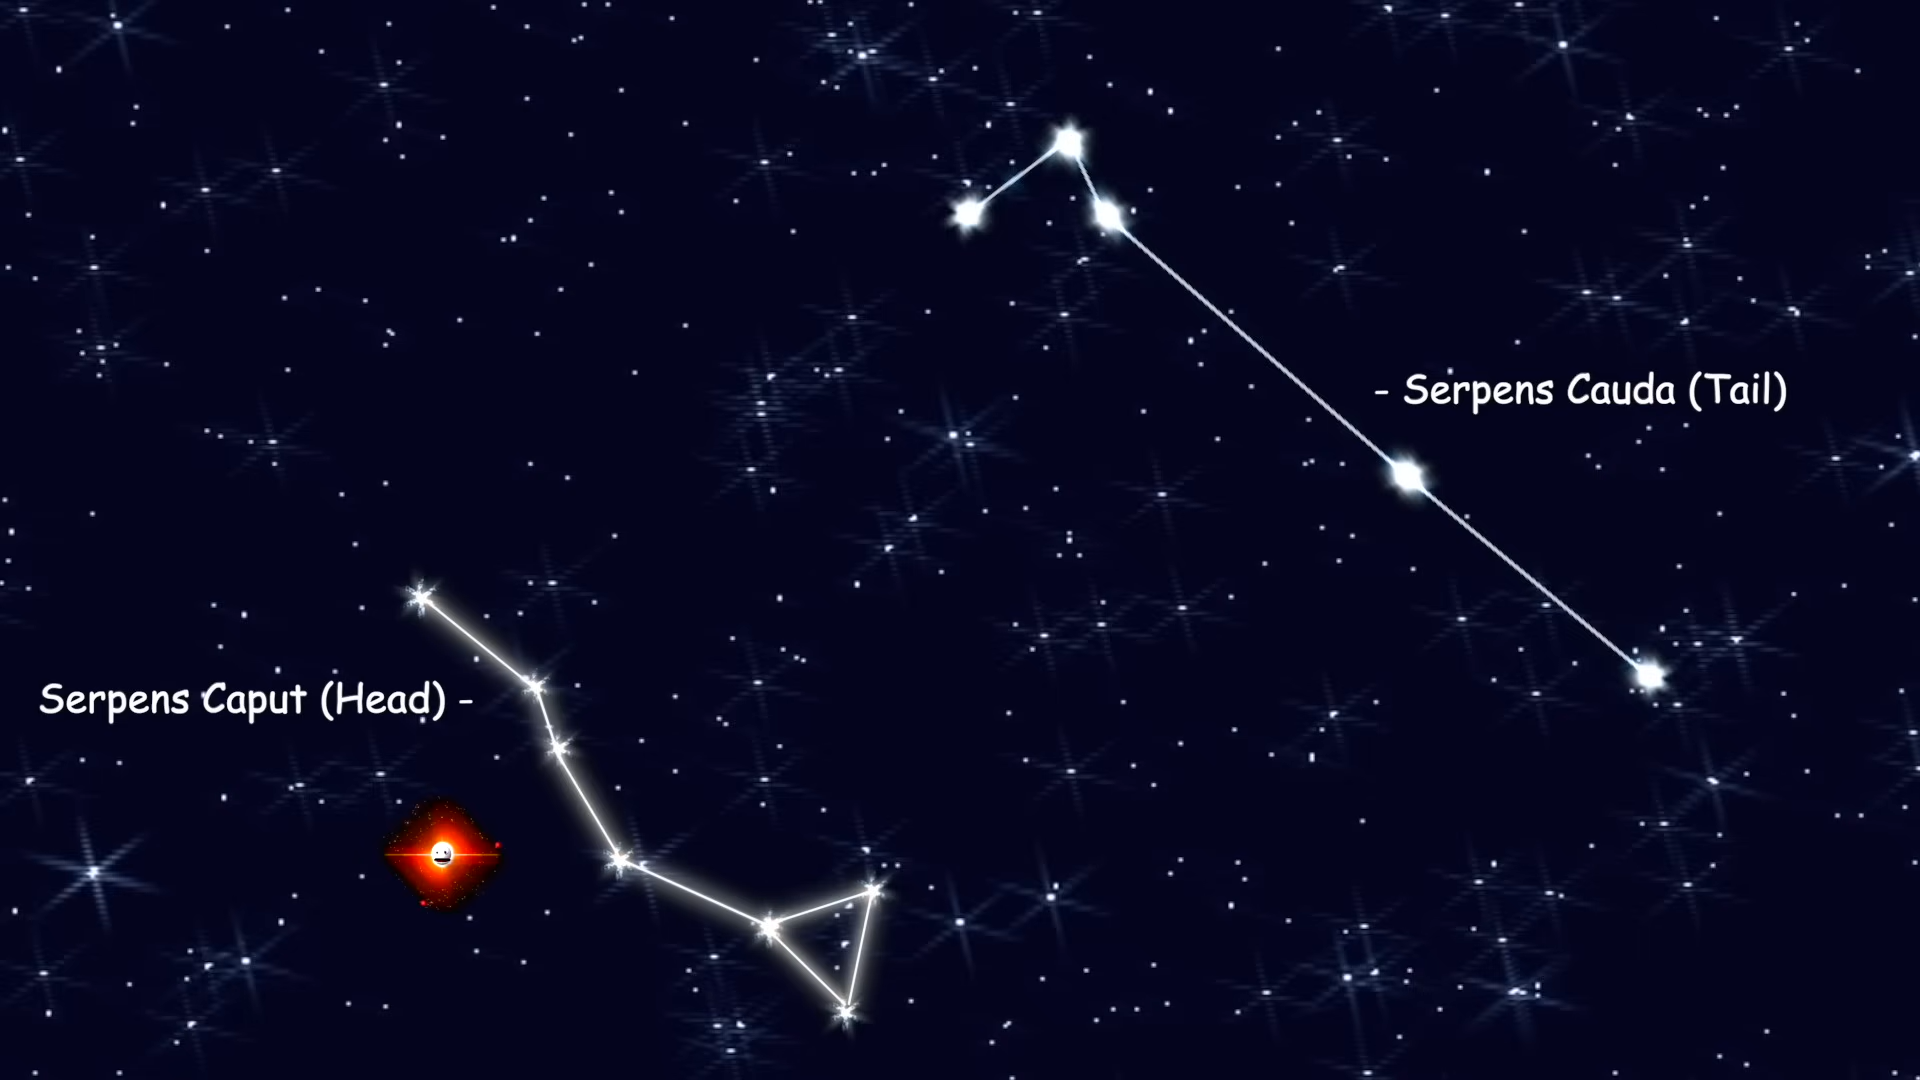 - Serpens Cauda (Tail)
Serpens Caput (Head) -